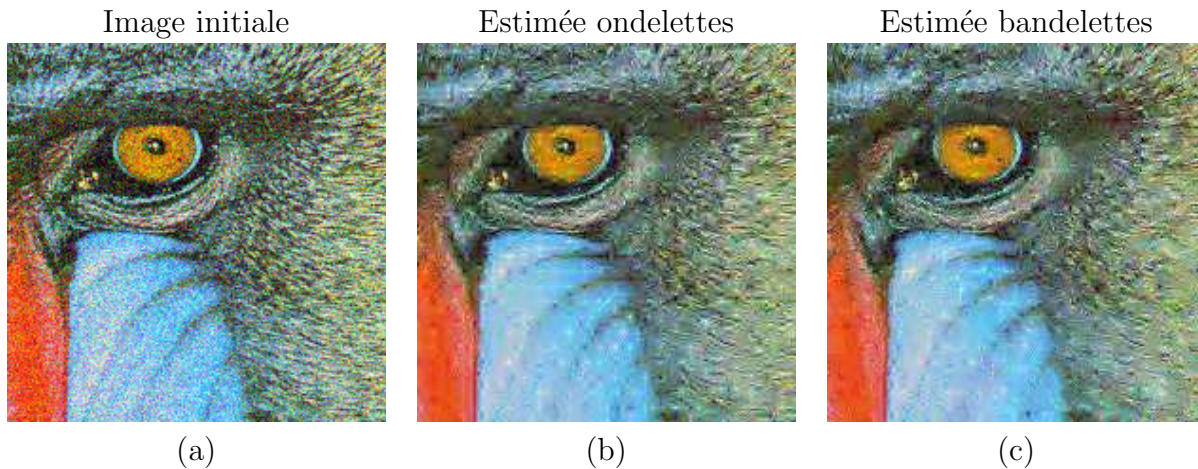 Image initiale
Estimée ondelettes
Estimée bandelettes
(a)
(b)
(c)